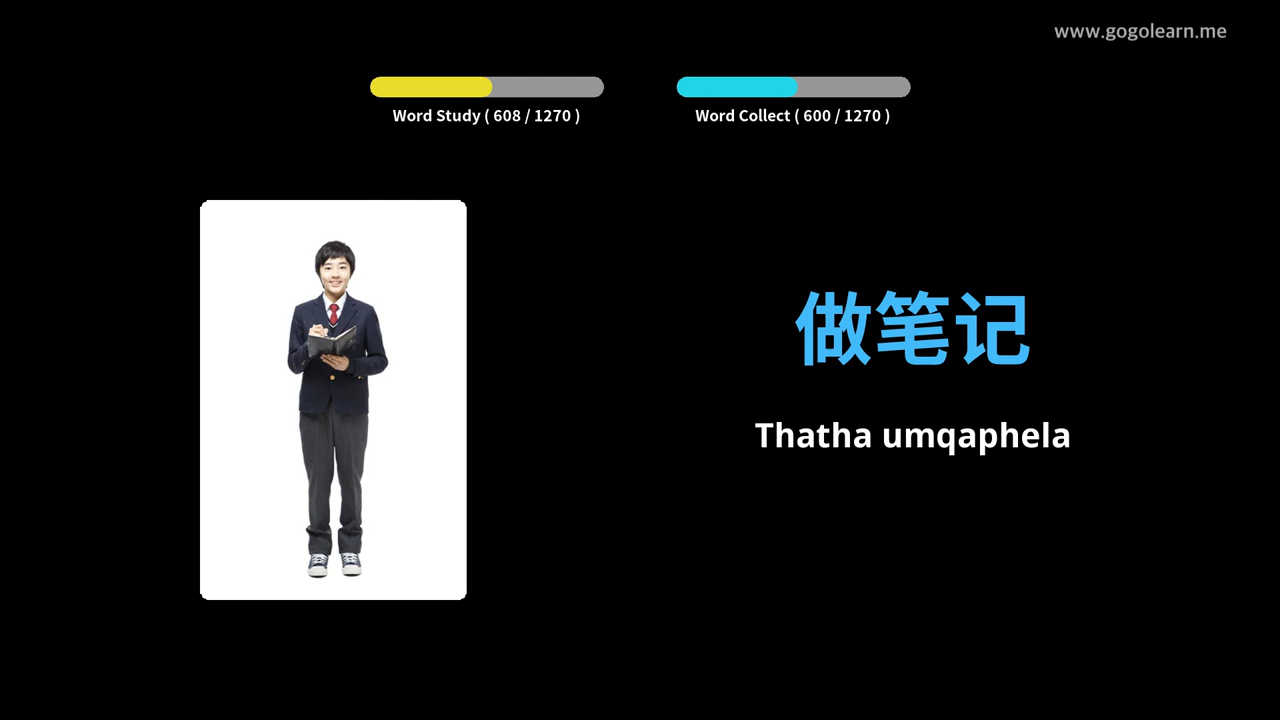 www.gogolearn.me
Word Study ( 608 / 1270 )
Word Collect ( 600 / 1270 )
做笔记
Thatha umqaphela